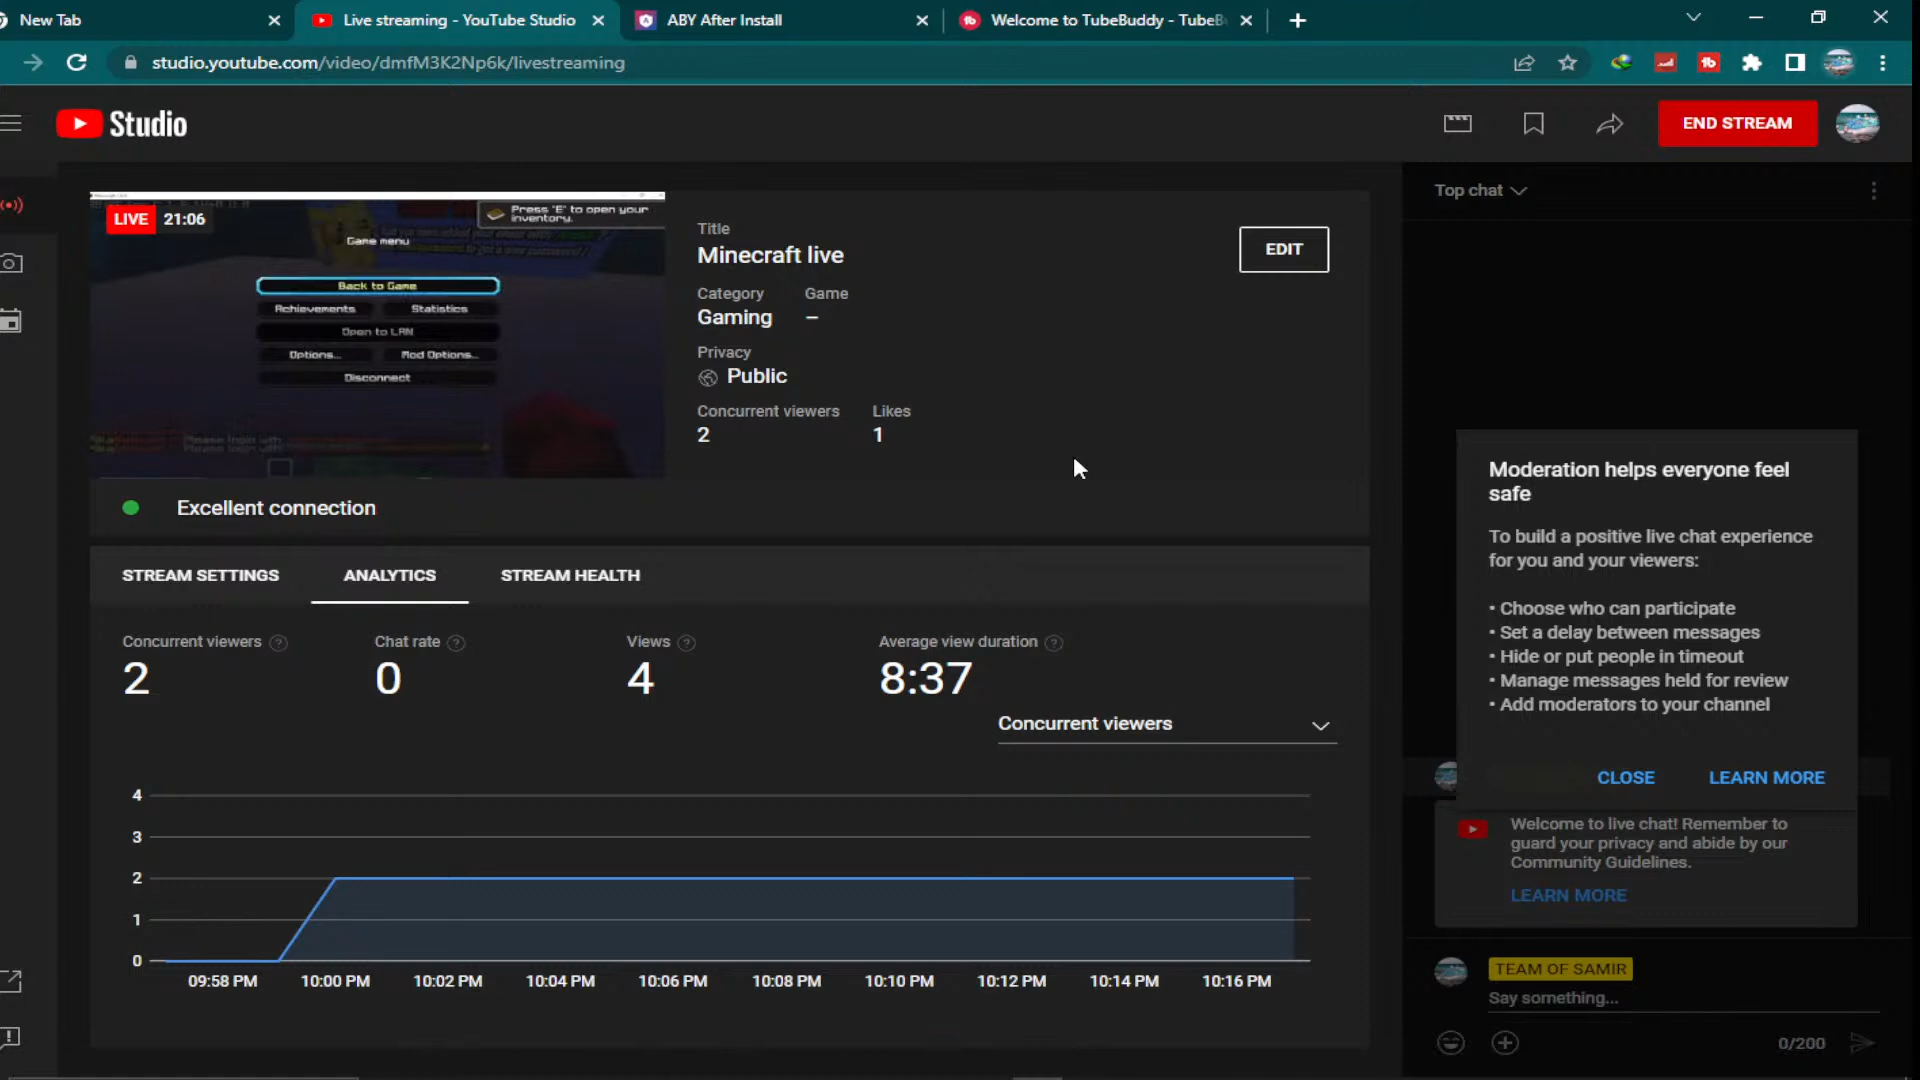 New Tab
Live streaming - YouTube Studio
ABY After Install
Welcome to TubeBuddy - TubeB
studio.youtube.com/video/dmfM3K2Np6k/livestreaming
Studio
END STREAM
LIVE 21:06
Press 'E' to open your
inventory.
Game menu
Back to Game
Achievements Statistics
Open to LAN
Options... Mod Options...
Disconnect
Title
Minecraft live
EDIT
Category Game
Gaming –
Privacy
Public
Concurrent viewers Likes
2 1
Excellent connection
STREAM SETTINGS ANALYTICS STREAM HEALTH
Concurrent viewers Chat rate Views Average view duration
2 0 4 8:37
Concurrent viewers
4
3
2
1
0
09:58 PM 10:00 PM 10:02 PM 10:04 PM 10:06 PM 10:08 PM 10:10 PM 10:12 PM 10:14 PM 10:16 PM
Top chat
Moderation helps everyone feel
safe
To build a positive live chat experience
for you and your viewers:
• Choose who can participate
• Set a delay between messages
• Hide or put people in timeout
• Manage messages held for review
• Add moderators to your channel
CLOSE LEARN MORE
Welcome to live chat! Remember to
guard your privacy and abide by our
Community Guidelines.
LEARN MORE
TEAM OF SAMIR
Say something...
0/200